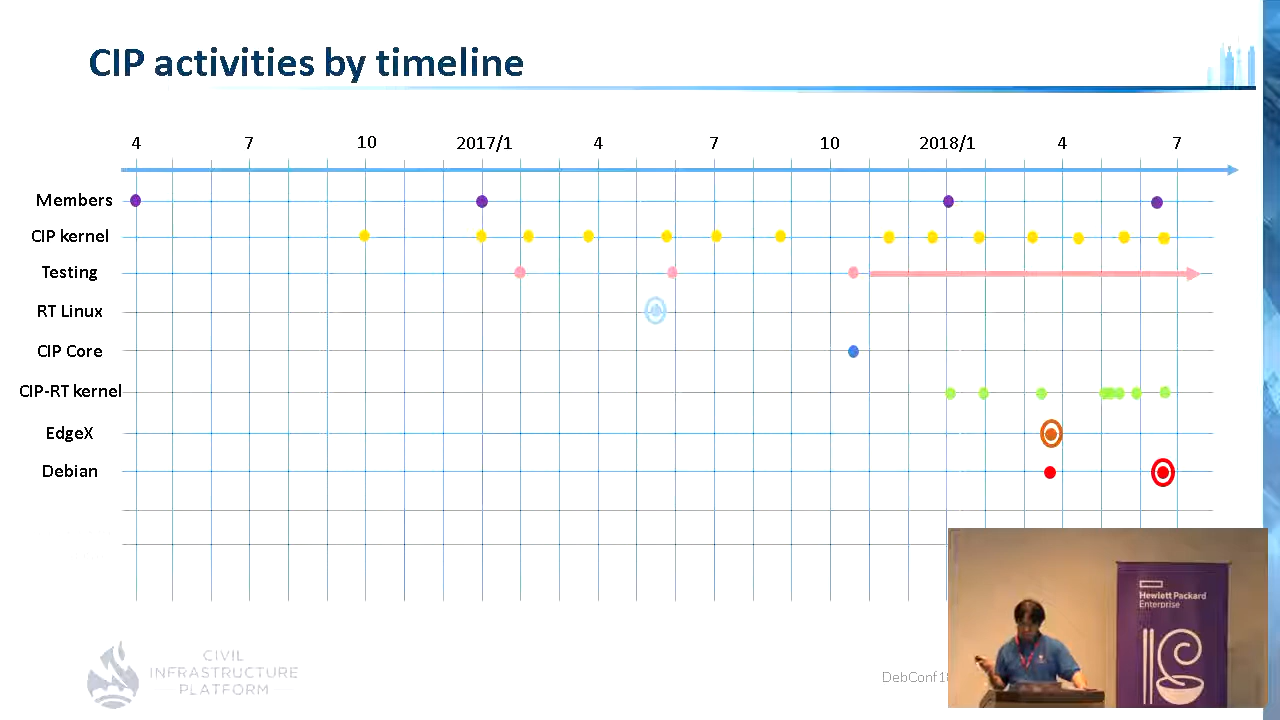 CIP activities by timeline
4 7 10 2017/1 4 7 10 2018/1 4 7
Members
CIP kernel
Testing
RT Linux
CIP Core
CIP-RT kernel
EdgeX
Debian
Hewlett Packard
Enterprise
CIVIL
INFRASTRUCTURE
PLATFORM
DebConf18